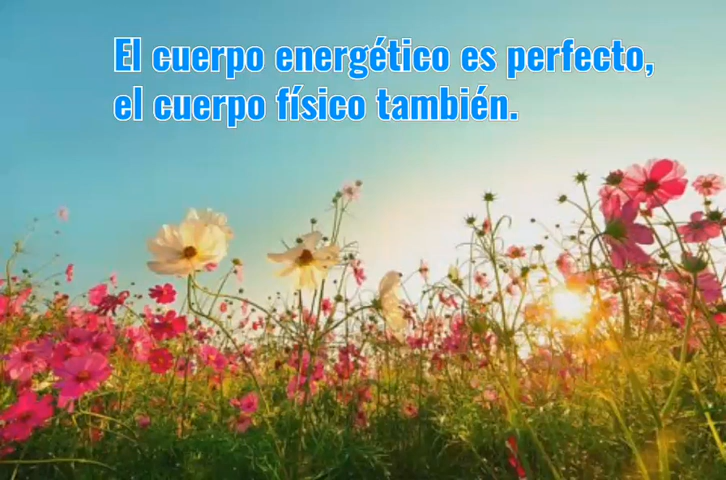 El cuerpo energético es perfecto,
el cuerpo físico también.